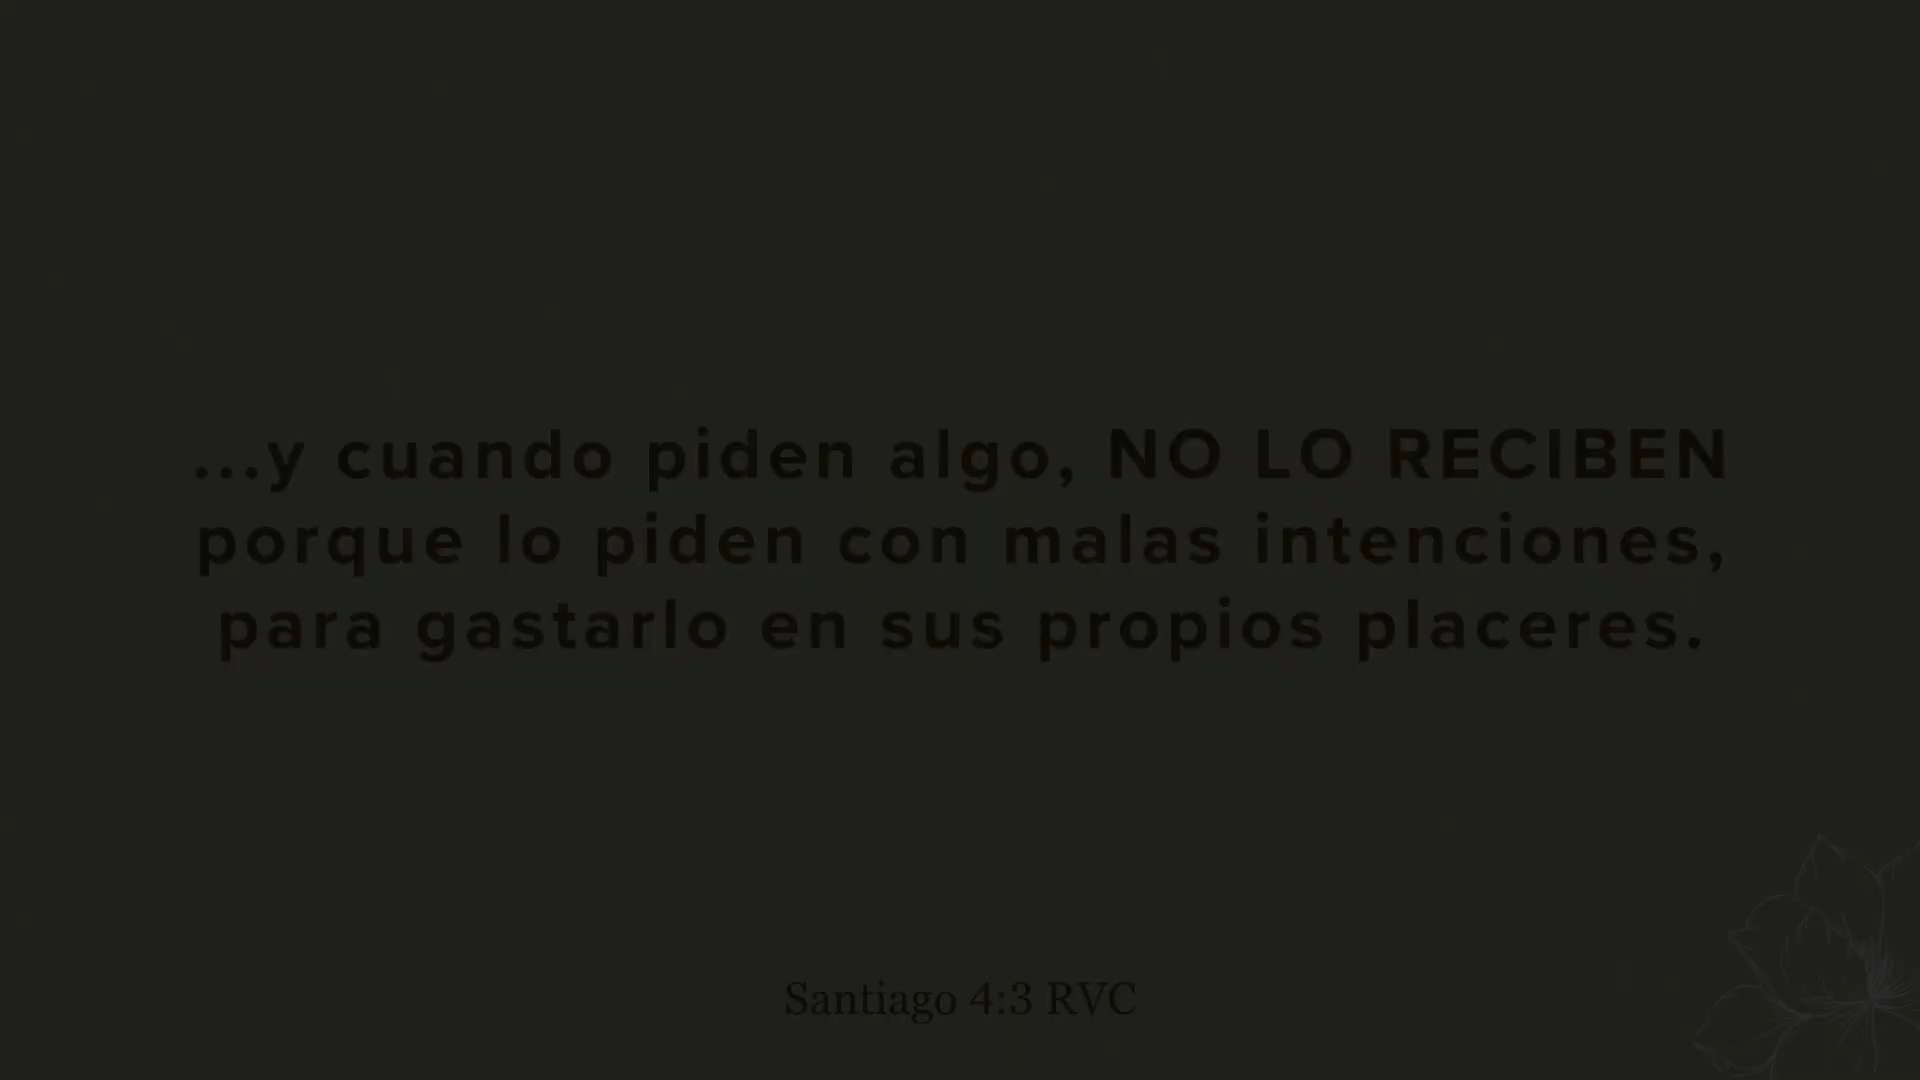 ...y cuando piden algo, NO LO RECIBEN
porque lo piden con malas intenciones,
para gastarlo en sus propios placeres.
Santiago 4:3 RVC